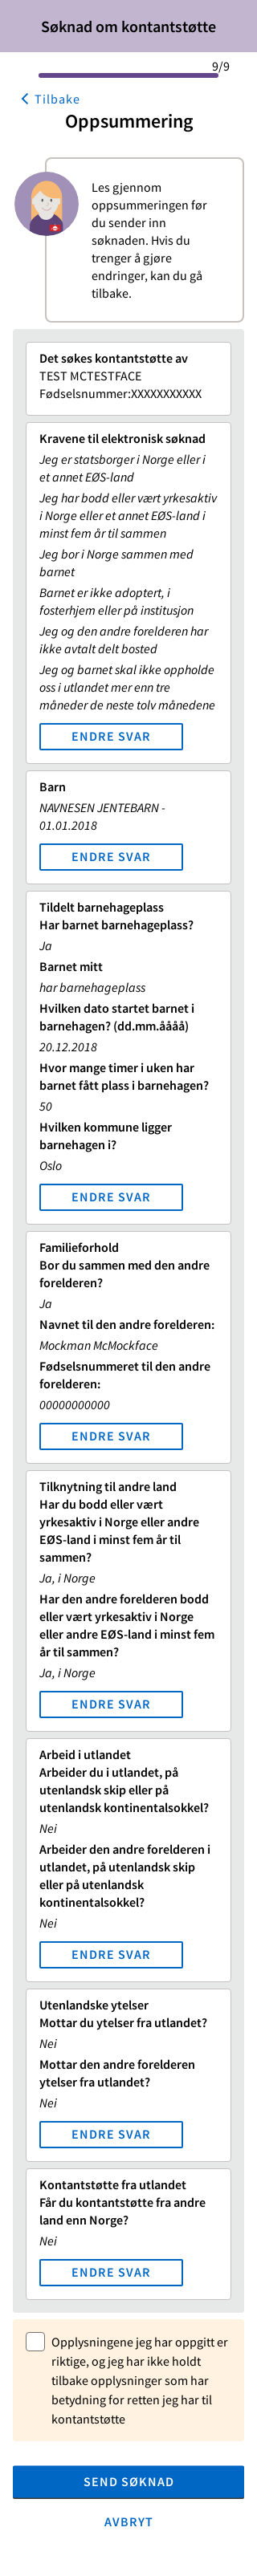 Søknad om kontantstøtte
9/9
Tilbake
Oppsummering
Les gjennom
oppsummeringen før
du sender inn
søknaden. Hvis du
trenger å gjøre
endringer, kan du gå
tilbake.
Det søkes kontantstøtte av
TEST MCTESTFACE
Fødselsnummer:XXXXXXXXXXX
Kravene til elektronisk søknad
Jeg er statsborger i Norge eller i
et annet EØS-land
Jeg har bodd eller vært yrkesaktiv
i Norge eller et annet EØS-land i
minst fem år til sammen
Jeg bor i Norge sammen med
barnet
Barnet er ikke adoptert, i
fosterhjem eller på institusjon
Jeg og den andre forelderen har
ikke avtalt delt bosted
Jeg og barnet skal ikke oppholde
oss i utlandet mer enn tre
måneder de neste tolv månedene
ENDRE SVAR
Barn
NAVNESEN JENTEBARN -
01.01.2018
ENDRE SVAR
Tildelt barnehageplass
Har barnet barnehageplass?
Ja
Barnet mitt
har barnehageplass
Hvilken dato startet barnet i
barnehagen? (dd.mm.åååå)
20.12.2018
Hvor mange timer i uken har
barnet fått plass i barnehagen?
50
Hvilken kommune ligger
barnehagen i?
Oslo
ENDRE SVAR
Familieforhold
Bor du sammen med den andre
forelderen?
Ja
Navnet til den andre forelderen:
Mockman McMockface
Fødselsnummeret til den andre
forelderen:
00000000000
ENDRE SVAR
Tilknytning til andre land
Har du bodd eller vært
yrkesaktiv i Norge eller andre
EØS-land i minst fem år til
sammen?
Ja, i Norge
Har den andre forelderen bodd
eller vært yrkesaktiv i Norge
eller andre EØS-land i minst fem
år til sammen?
Ja, i Norge
ENDRE SVAR
Arbeid i utlandet
Arbeider du i utlandet, på
utenlandsk skip eller på
utenlandsk kontinentalsokkel?
Nei
Arbeider den andre forelderen i
utlandet, på utenlandsk skip
eller på utenlandsk
kontinentalsokkel?
Nei
ENDRE SVAR
Utenlandske ytelser
Mottar du ytelser fra utlandet?
Nei
Mottar den andre forelderen
ytelser fra utlandet?
Nei
ENDRE SVAR
Kontantstøtte fra utlandet
Får du kontantstøtte fra andre
land enn Norge?
Nei
ENDRE SVAR
Opplysningene jeg har oppgitt er
riktige, og jeg har ikke holdt
tilbake opplysninger som har
betydning for retten jeg har til
kontantstøtte
SEND SØKNAD
AVBRYT